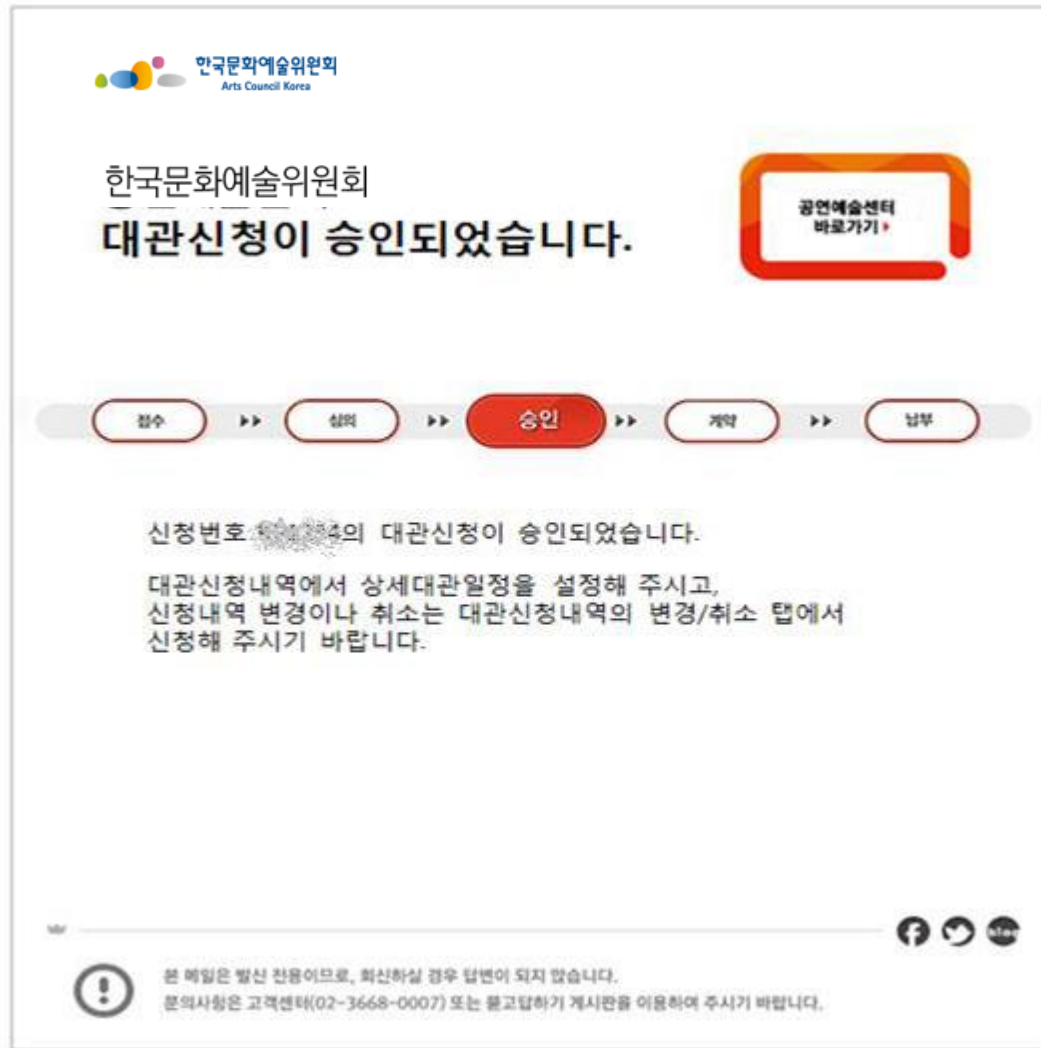 한국문화예술위원회
Arts Council Korea
한국문화예술위원회
대관신청이 승인되었습니다.
공연예술센터
바로가기
접수
심의
승인
계약
납부
신청번호 의 대관신청이 승인되었습니다.
대관신청내역에서 상세대관일정을 설정해 주시고,
신청내역 변경이나 취소는 대관신청내역의 변경/취소 탭에서
신청해 주시기 바랍니다.
blog
본 메일은 발신 전용이므로, 회신하실 경우 답변이 되지 않습니다.
문의사항은 고객센터(02-3668-0007) 또는 묻고답하기 게시판을 이용하여 주시기 바랍니다.